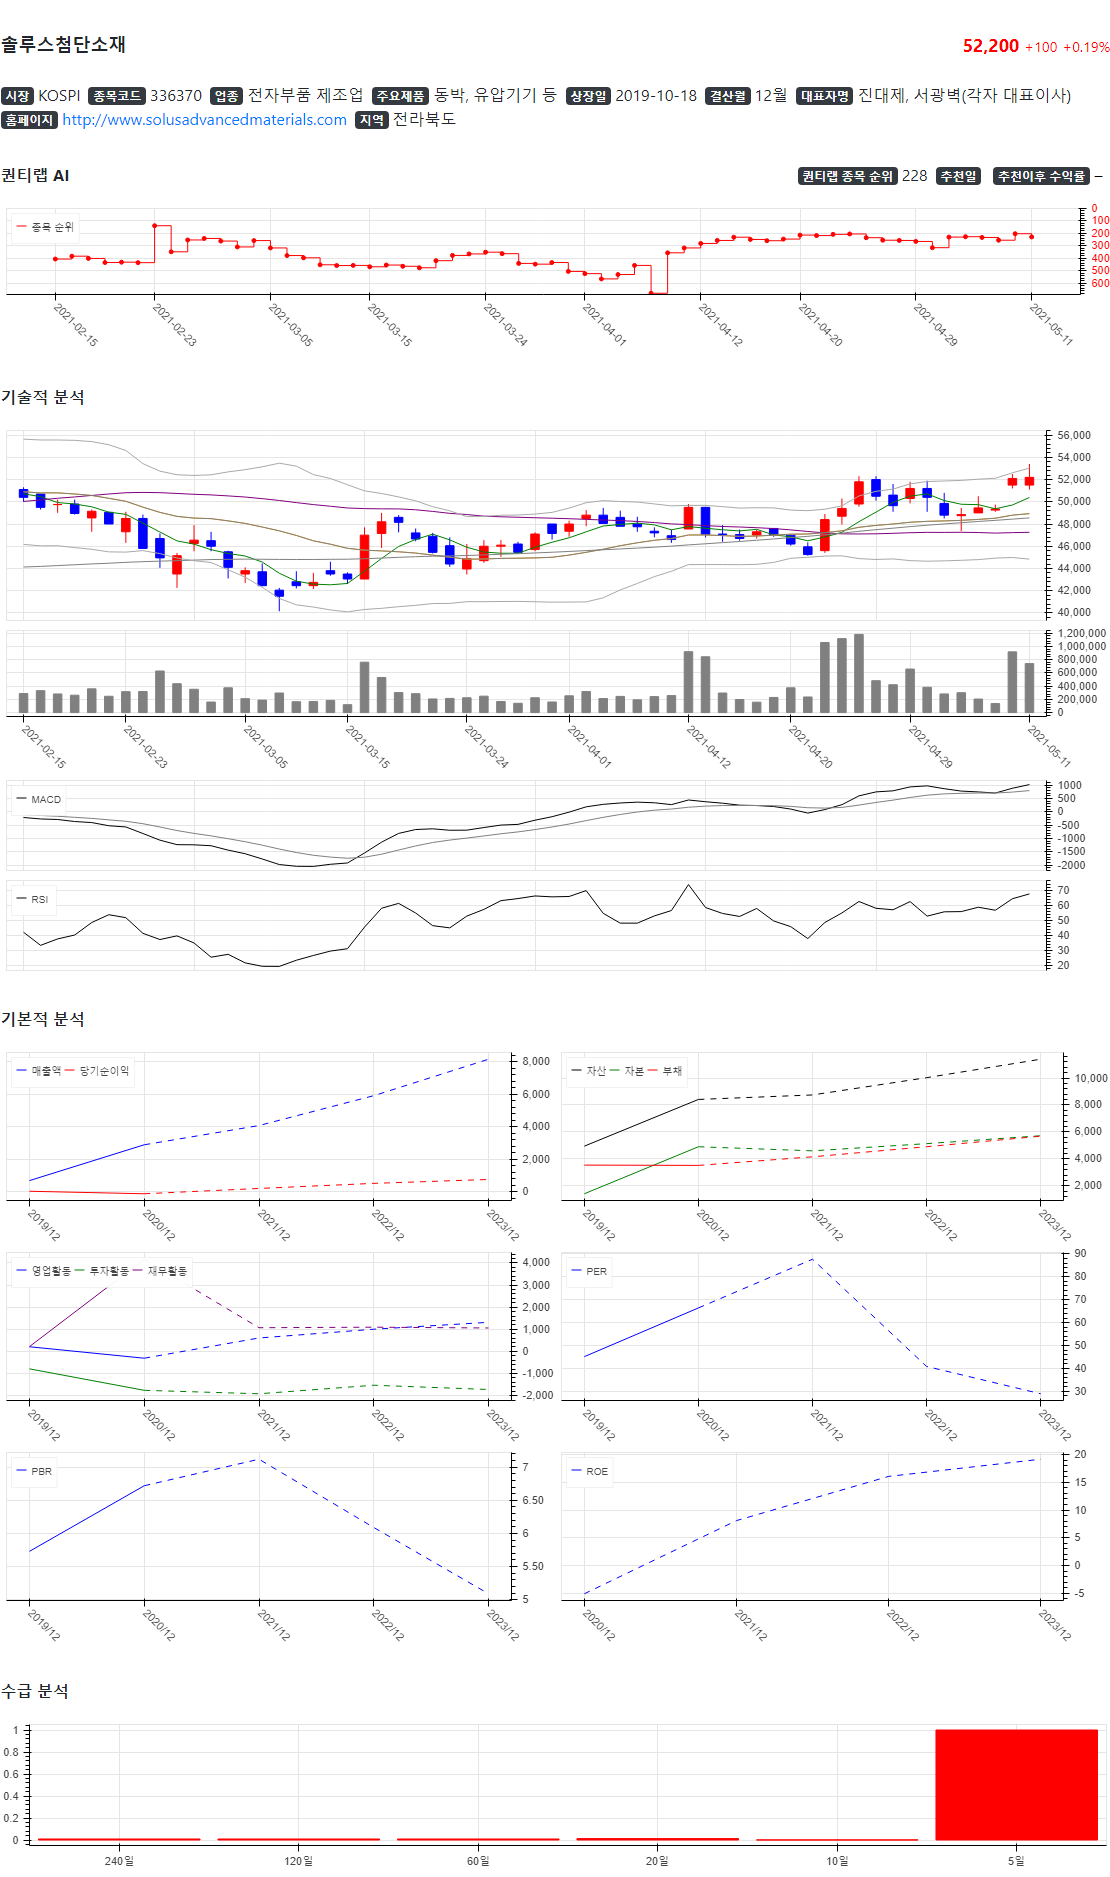 솔루스첨단소재
52,200 +100 +0.19%
시장 KOSPI 종목코드 336370 업종 전자부품 제조업 주요제품 동박, 유압기기 등 상장일 2019-10-18 결산월 12월 대표자명 진대제, 서광벽(각자 대표이사)
홈페이지 http://www.solusadvancedmaterials.com 지역 전라북도
퀀티랩 AI
퀀티랩 종목 순위 228 추천일 추천이후 수익률 –
종목 순위
0
100
200
300
400
500
600
2021-02-15 2021-02-23 2021-03-05 2021-03-15 2021-03-24 2021-04-01 2021-04-12 2021-04-20 2021-04-29 2021-05-11
기술적 분석
56,000
54,000
52,000
50,000
48,000
46,000
44,000
42,000
40,000
1,200,000
1,000,000
800,000
600,000
400,000
200,000
0
2021-02-15 2021-02-23 2021-03-05 2021-03-15 2021-03-24 2021-04-01 2021-04-12 2021-04-20 2021-04-29 2021-05-11
MACD
1000
500
0
-500
-1000
-1500
-2000
RSI
70
60
50
40
30
20
기본적 분석
매출액 당기순이익
8,000
6,000
4,000
2,000
0
2019/12 2020/12 2021/12 2022/12 2023/12
자산 자본 부채
10,000
8,000
6,000
4,000
2,000
2019/12 2020/12 2021/12 2022/12 2023/12
영업활동 투자활동 재무활동
4,000
3,000
2,000
1,000
0
-1,000
-2,000
2019/12 2020/12 2021/12 2022/12 2023/12
PER
90
80
70
60
50
40
30
2019/12 2020/12 2021/12 2022/12 2023/12
PBR
7
6.50
6
5.50
5
2019/12 2020/12 2021/12 2022/12 2023/12
ROE
20
15
10
5
0
-5
2020/12 2021/12 2022/12 2023/12
수급 분석
1
0.8
0.6
0.4
0.2
0
240일 120일 60일 20일 10일 5일